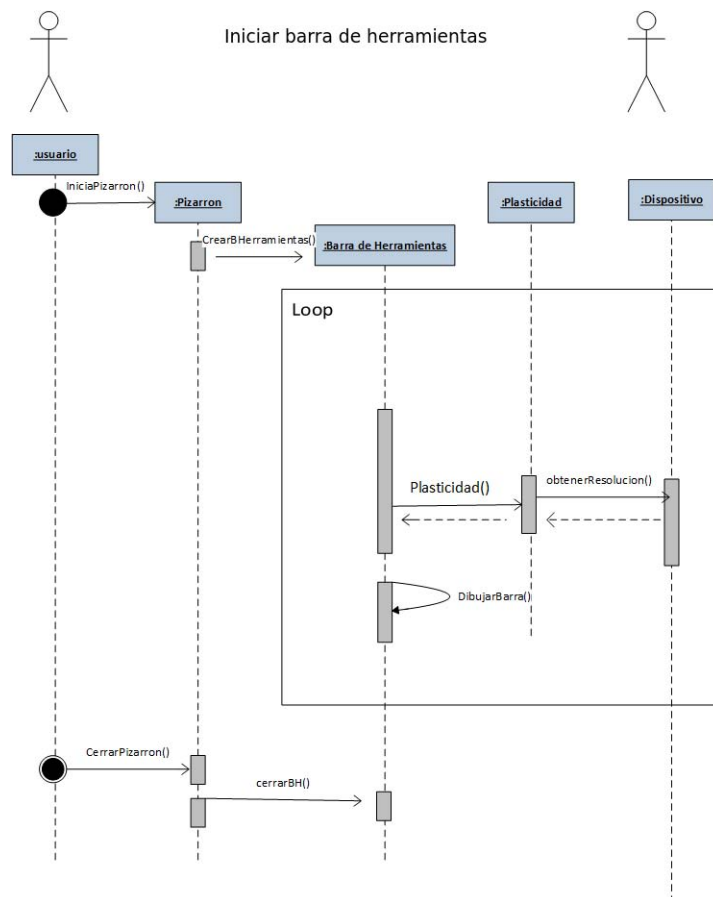 Iniciar barra de herramientas
:usuario
IniciaPizarron()
:Pizarron
:Plasticidad
:Dispositivo
CrearBHerramientas()
:Barra de Herramientas
Loop
Plasticidad()
obtenerResolucion()
DibujarBarra()
CerrarPizarron()
cerrarBH()